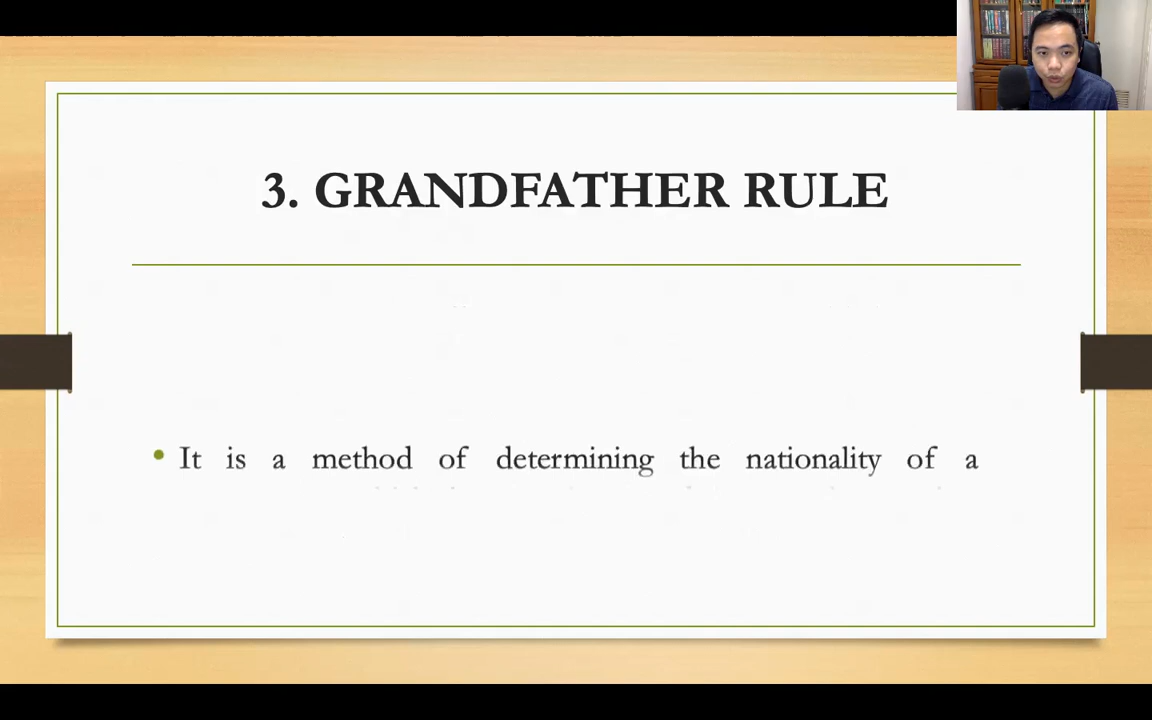 3. GRANDFATHER RULE
• It is a method of determining the nationality of a